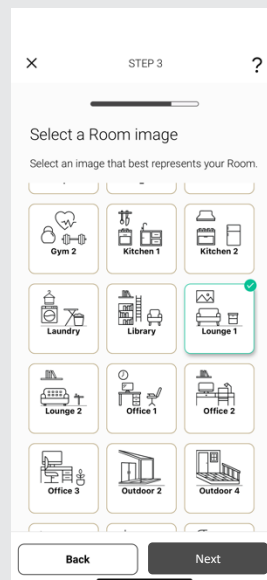 STEP 3
?
Select a Room image
Select an image that best represents your Room.
Gym 2
Kitchen 1
Kitchen 2
Laundry
Library
Lounge 1
Lounge 2
Office 1
Office 2
Office 3
Outdoor 2
Outdoor 4
Back
Next